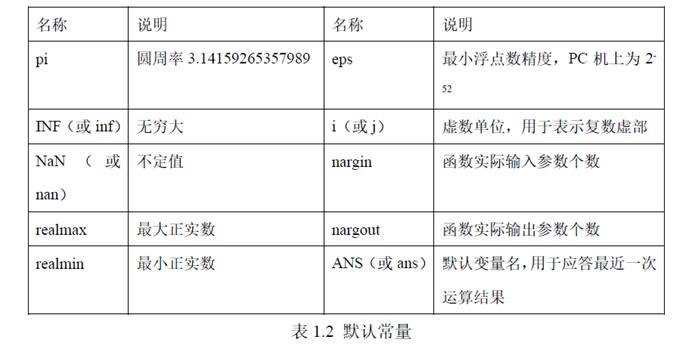 名称 说明 名称 说明
pi 圆周率 3.14159265357989 eps 最小浮点数精度，PC 机上为 2-
52
INF（或 inf） 无穷大 i（或 j） 虚数单位，用于表示复数虚部
NaN （ 或 不定值 nargin 函数实际输入参数个数
nan）
realmax 最大正实数 nargout 函数实际输出参数个数
realmin 最小正实数 ANS（或 ans） 默认变量名，用于应答最近一次
运算结果
表 1.2 默认常量